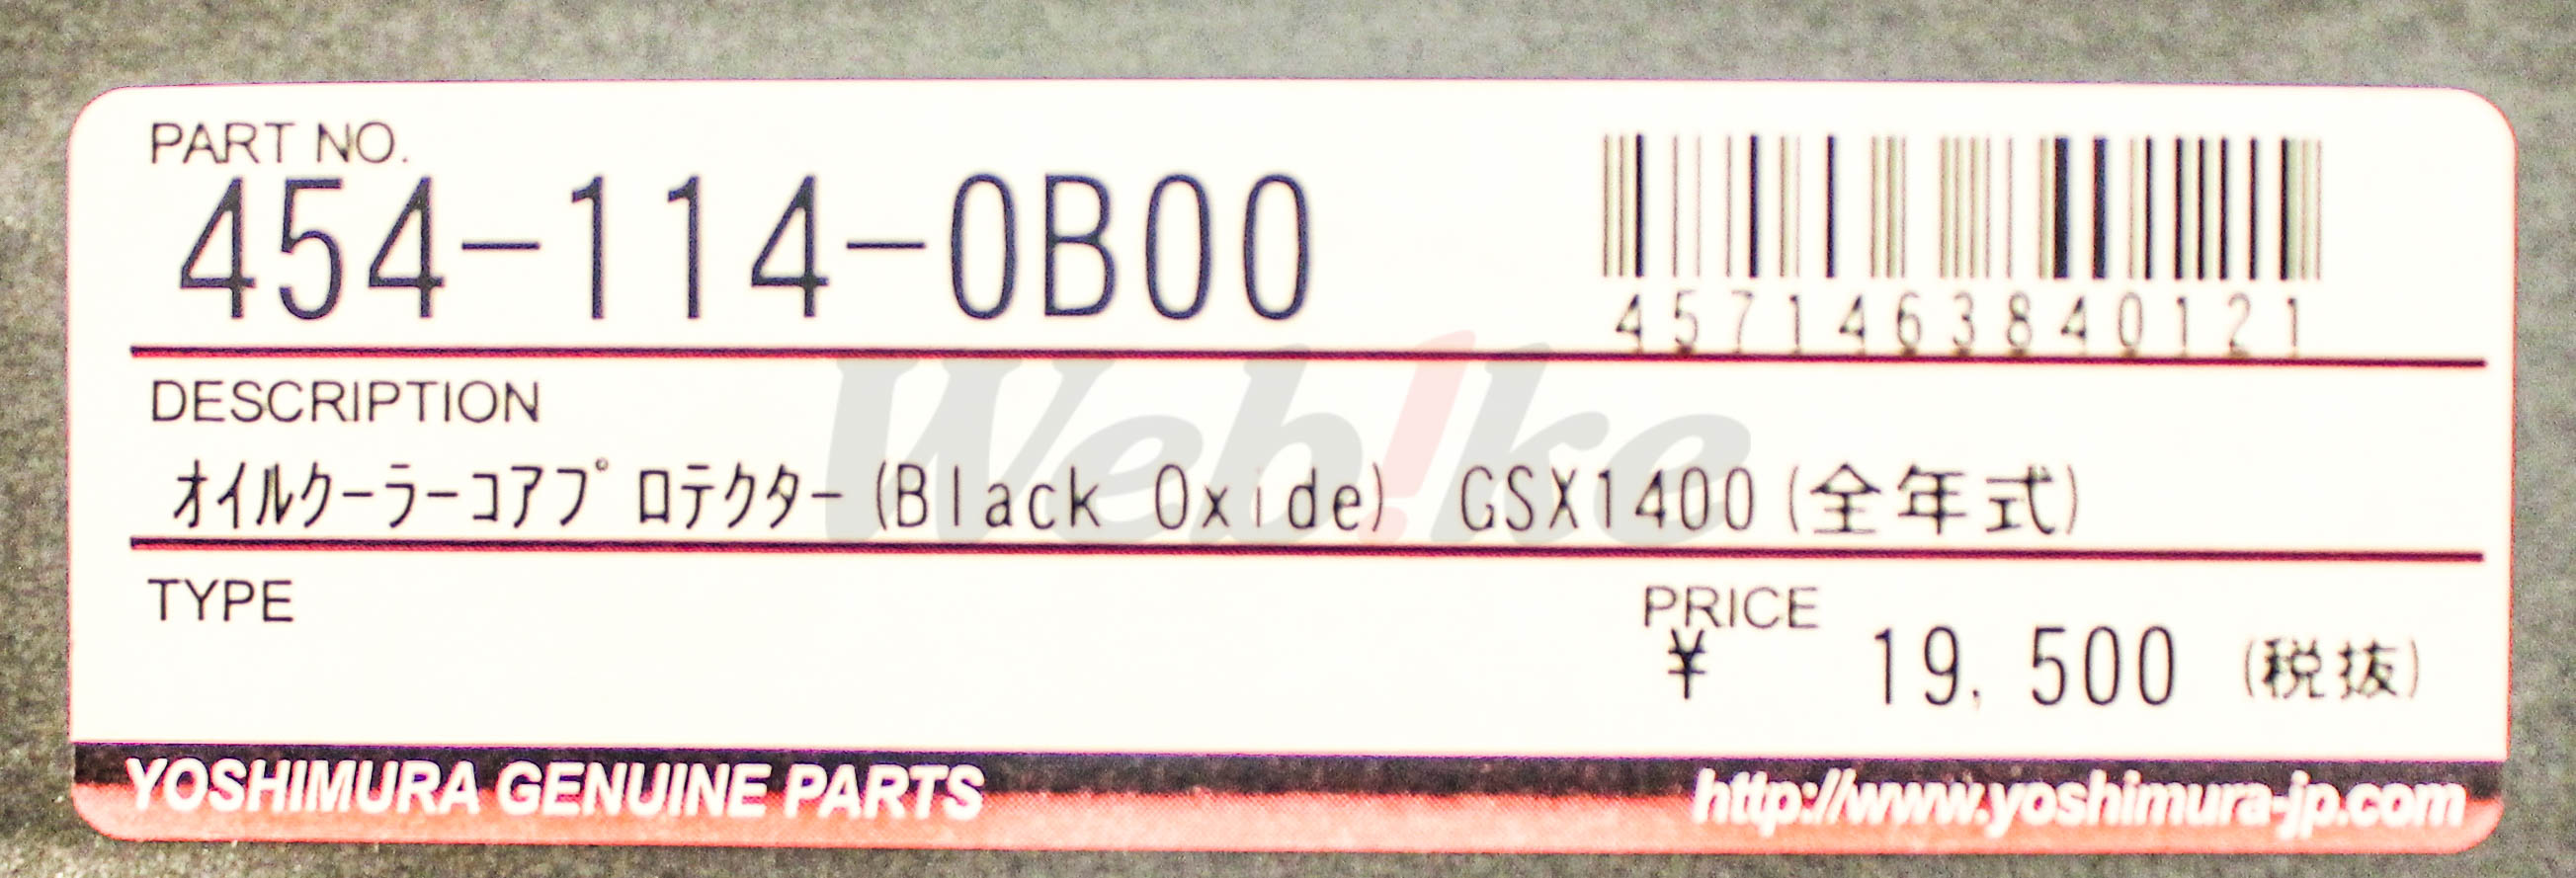 PART NO.
454-114-0B00
4571463840121
DESCRIPTION
ｵｲﾙｸｰﾗｰｺｱﾌﾟﾛﾃｸﾀｰ(Black Oxide) GSX1400(全年式)
TYPE
PRICE
¥ 19,500 (税抜)
YOSHIMURA GENUINE PARTS
http://www.yoshimura-jp.com
Web!ke